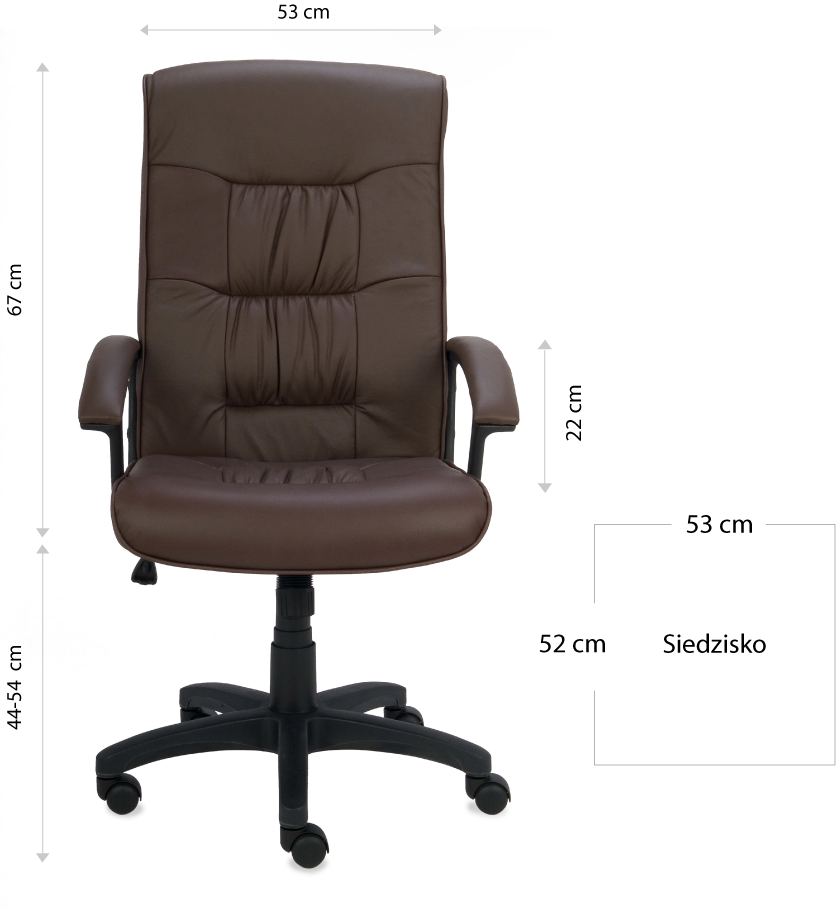 53 cm
67 cm
22 cm
53 cm
52 cm
Siedzisko
44-54 cm